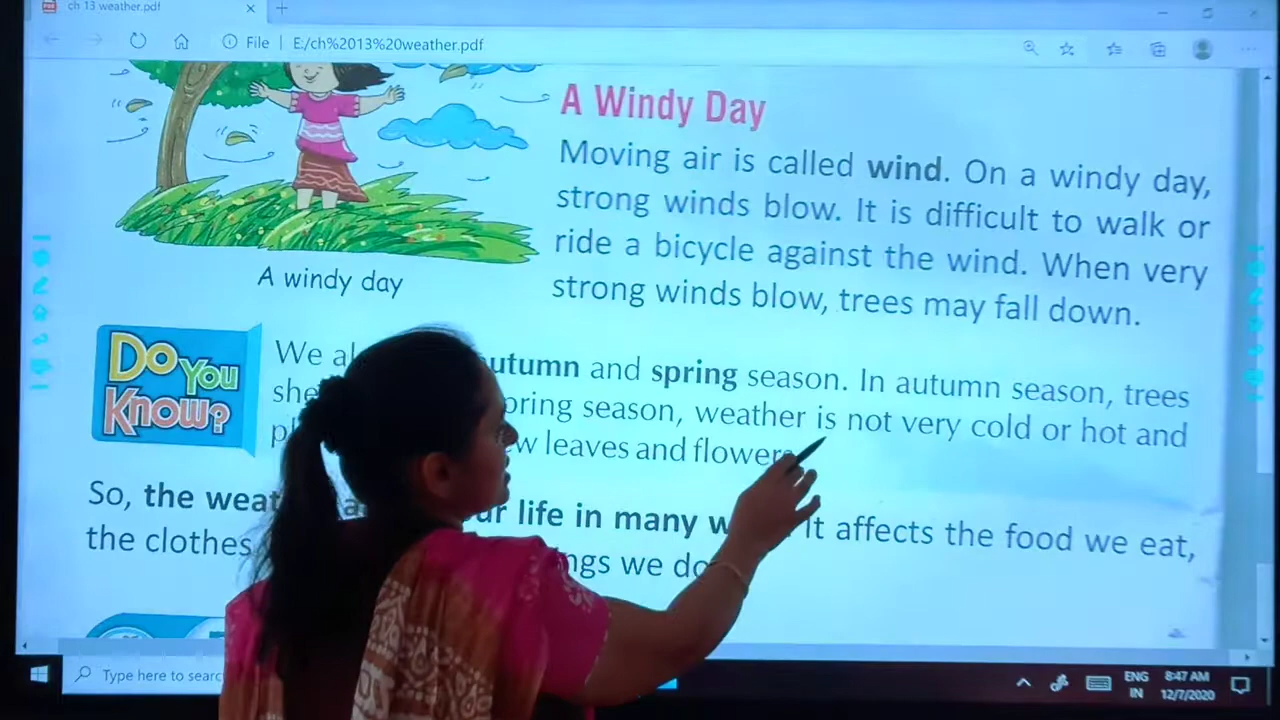 ch 13 weather.pdf
File | E:/ch%2013%20weather.pdf
A Windy Day
Moving air is called wind. On a windy day,
strong winds blow. It is difficult to walk or
ride a bicycle against the wind. When very
strong winds blow, trees may fall down.
A windy day
Do You
Know?
We utumn and spring season. In autumn season, trees
she pring season, weather is not very cold or hot and
leaves and flowers
So, the weat life in many It affects the food we eat,
the clothes ngs we do
Type here to searc
ENG
IN
8:47 AM
12/7/2020